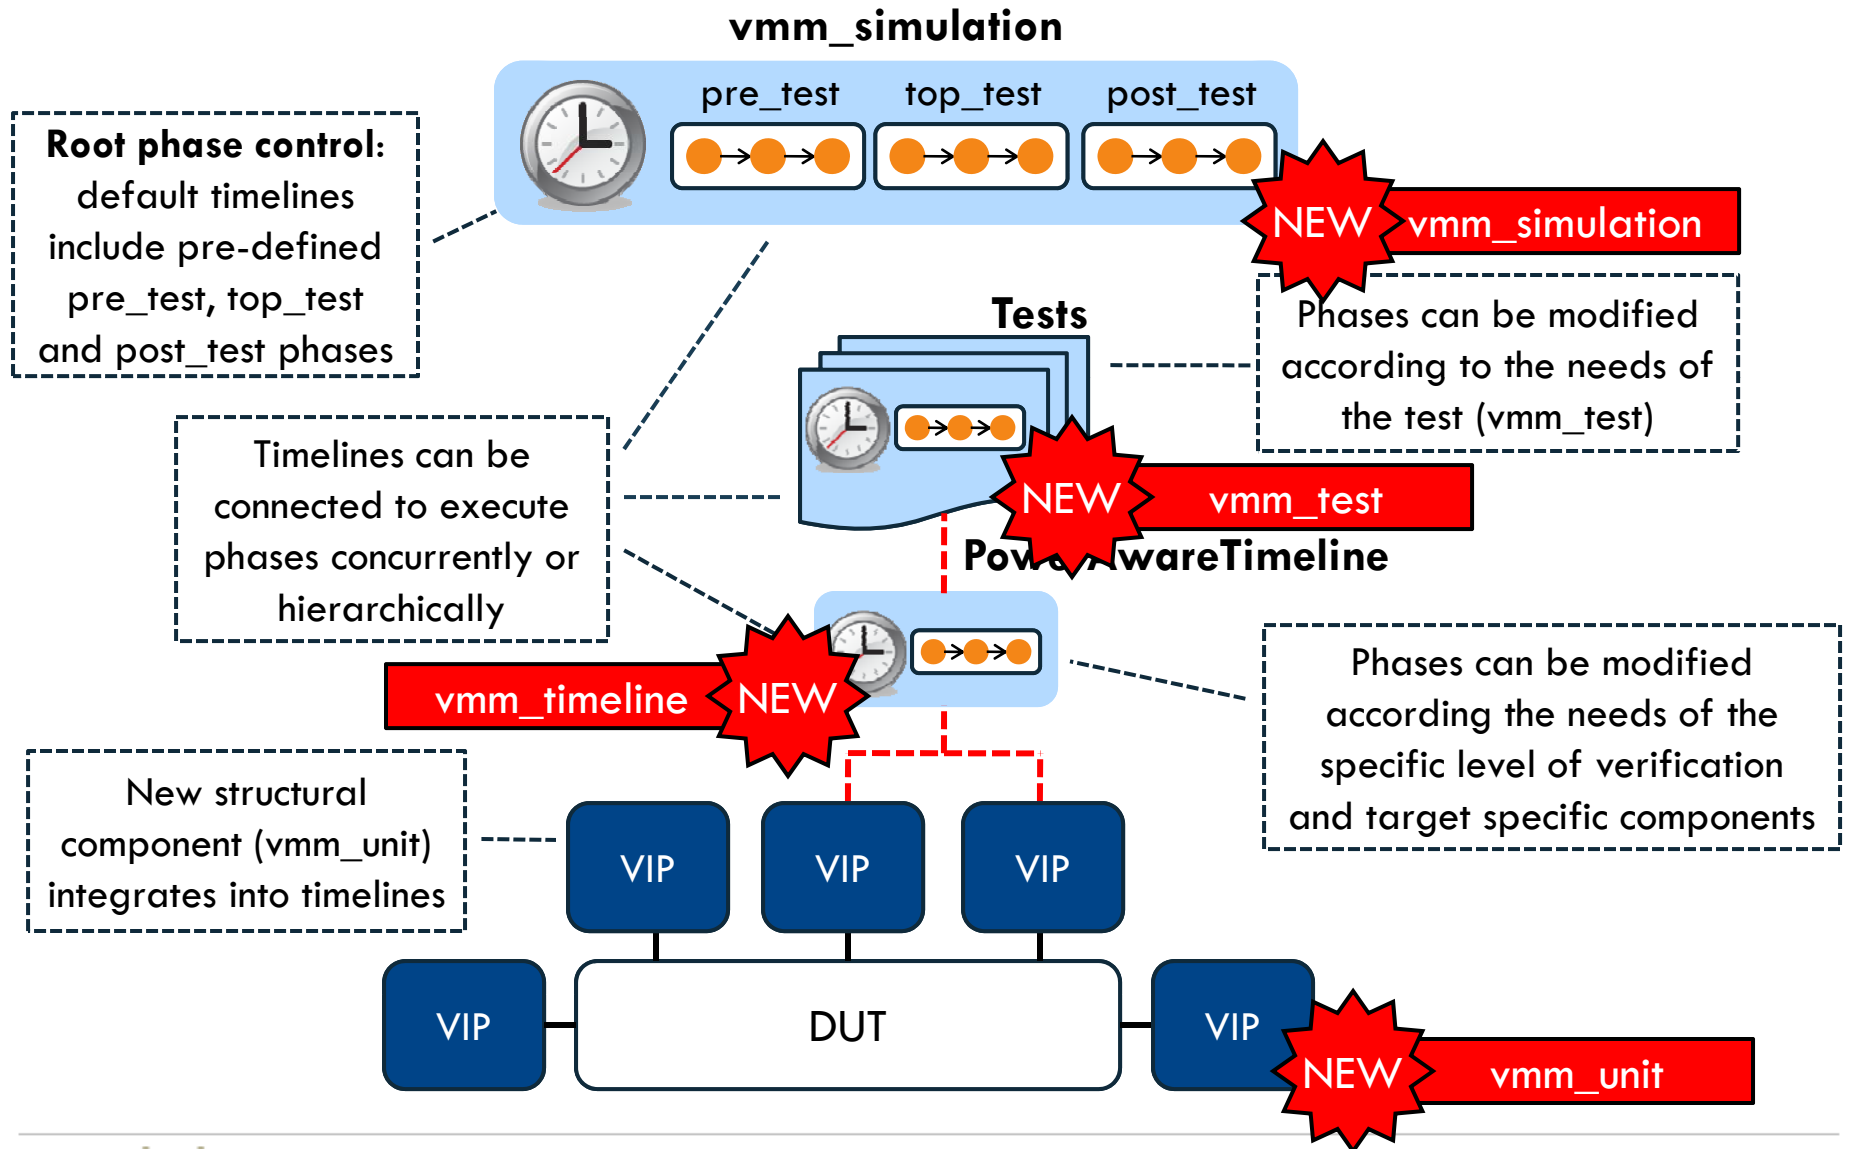 vmm_simulation
pre_test
top_test
post_test
Root phase control:
default timelines
include pre-defined
pre_test, top_test
and post_test phases
NEW
vmm_simulation
Tests
Phases can be modified
according to the needs of
the test (vmm_test)
Timelines can be
connected to execute
phases concurrently or
hierarchically
NEW
vmm_test
PowerAwareTimeline
vmm_timeline
NEW
Phases can be modified
according the needs of the
specific level of verification
and target specific components
New structural
component (vmm_unit)
integrates into timelines
VIP
VIP
VIP
VIP
DUT
VIP
NEW
vmm_unit